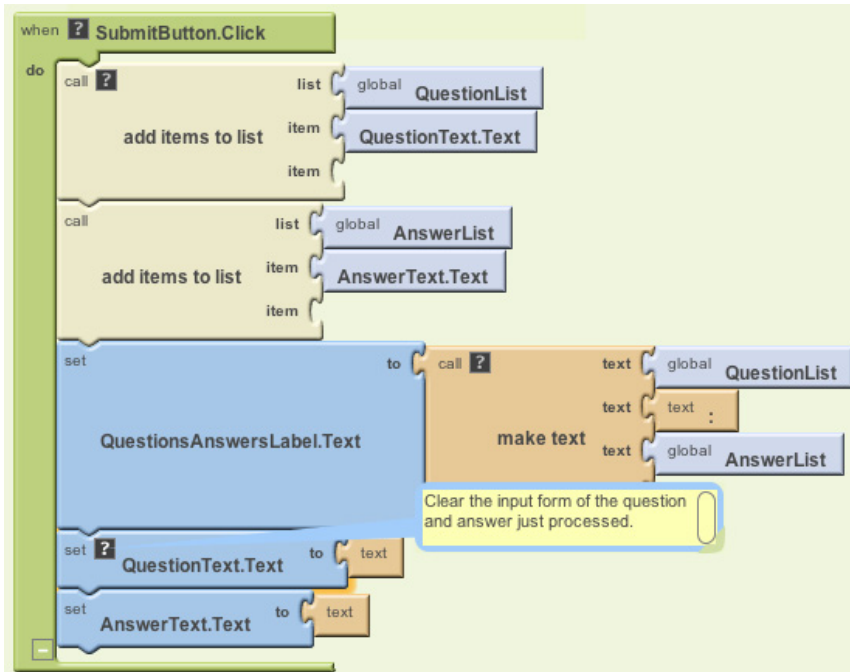 when ? SubmitButton.Click
do
call ? list global QuestionList
add items to list item QuestionText.Text
item
call list global AnswerList
add items to list item AnswerText.Text
item
set to call ? text global QuestionList
text text :
QuestionsAnswersLabel.Text make text text global AnswerList
Clear the input form of the question
and answer just processed.
set ? QuestionText.Text to text
set AnswerText.Text to text